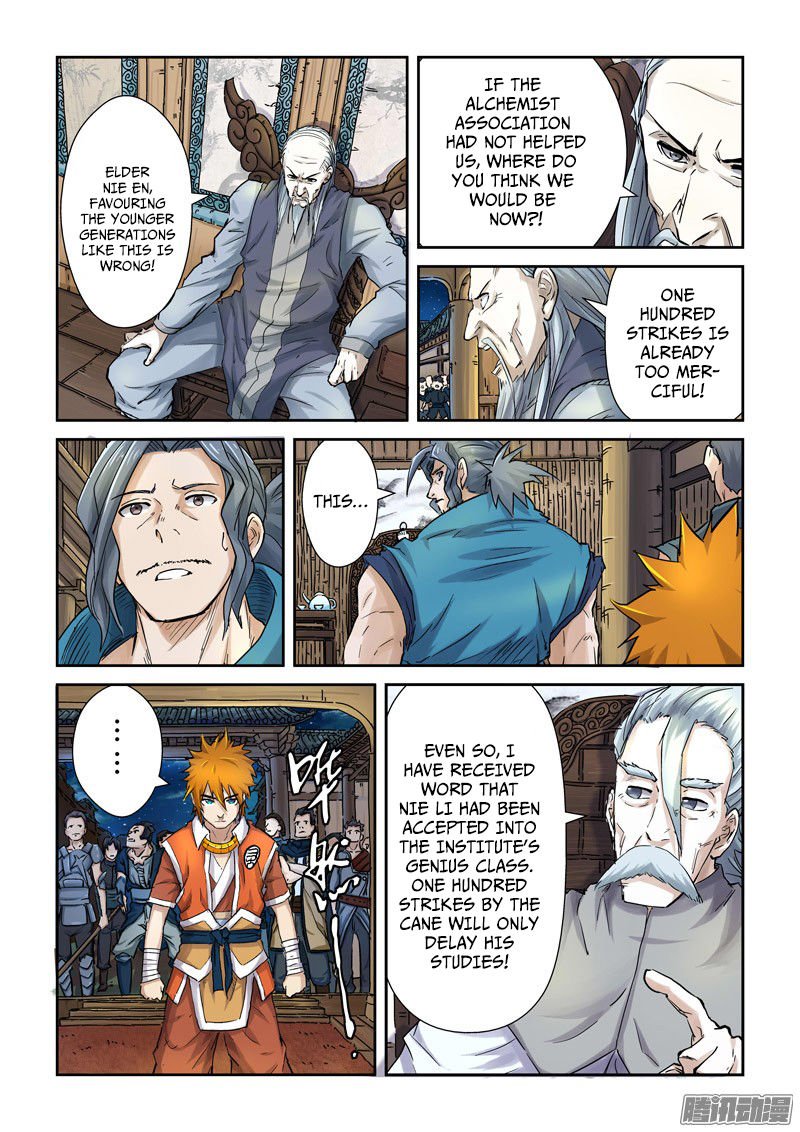 ELDER
NIE EN,
FAVOURING
THE YOUNGER
GENERATIONS
LIKE THIS IS
WRONG!
IF THE
ALCHEMIST
ASSOCIATION
HAD NOT HELPED
US, WHERE DO
YOU THINK WE
WOULD BE
NOW?!
ONE
HUNDRED
STRIKES IS
ALREADY
TOO MER-
CIFUL!
THIS...
......
EVEN SO, I
HAVE RECEIVED
WORD THAT
NIE LI HAD BEEN
ACCEPTED INTO
THE INSTITUTE'S
GENIUS CLASS.
ONE HUNDRED
STRIKES BY THE
CANE WILL ONLY
DELAY HIS
STUDIES!
腾讯动漫